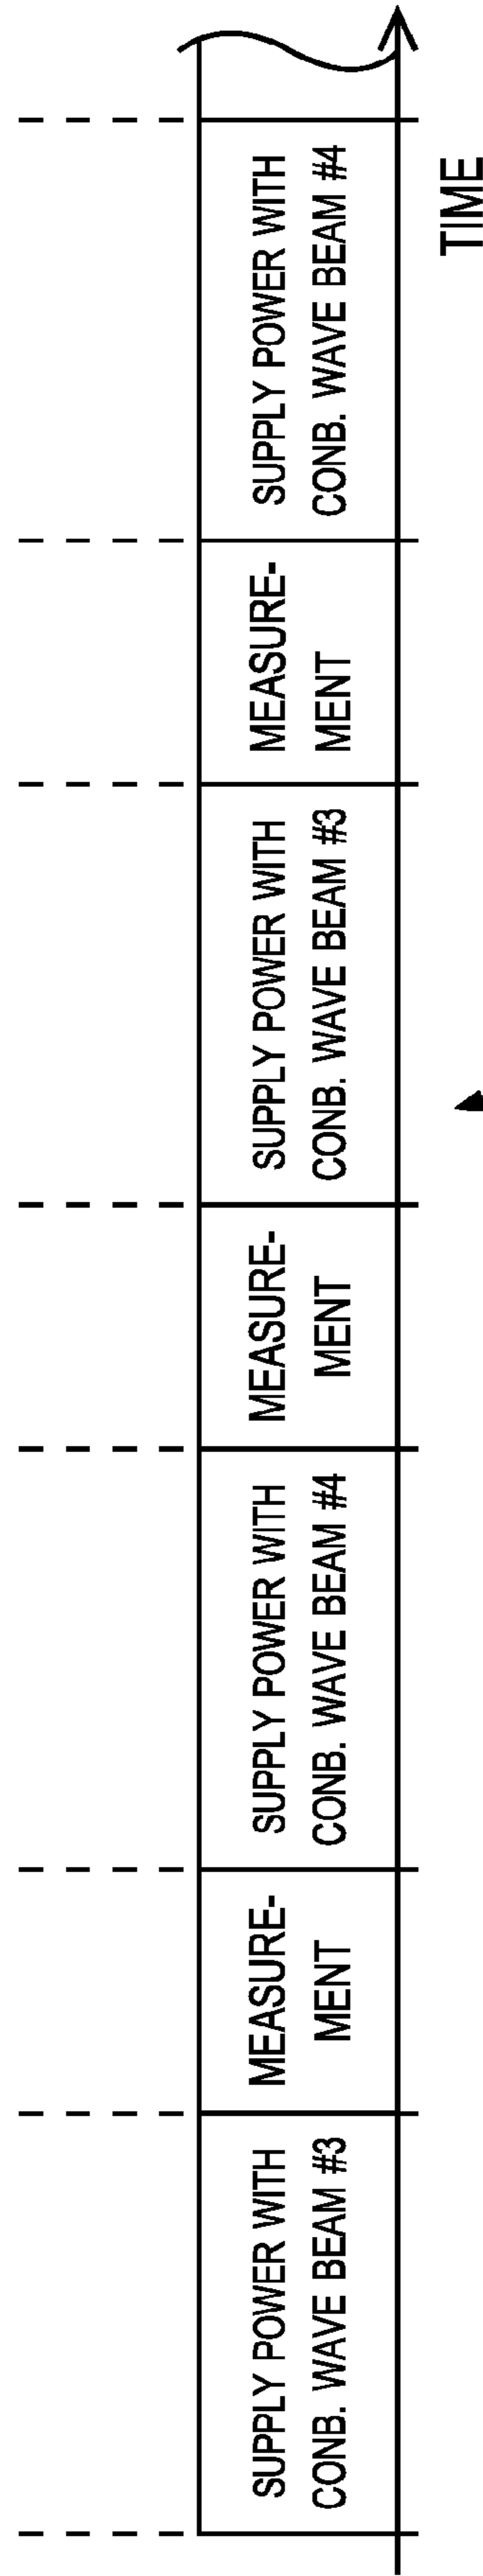 SUPPLY POWER WITH
CONB. WAVE BEAM #3
MEASURE-
MENT
SUPPLY POWER WITH
CONB. WAVE BEAM #4
MEASURE-
MENT
SUPPLY POWER WITH
CONB. WAVE BEAM #3
MEASURE-
MENT
SUPPLY POWER WITH
CONB. WAVE BEAM #4
TIME